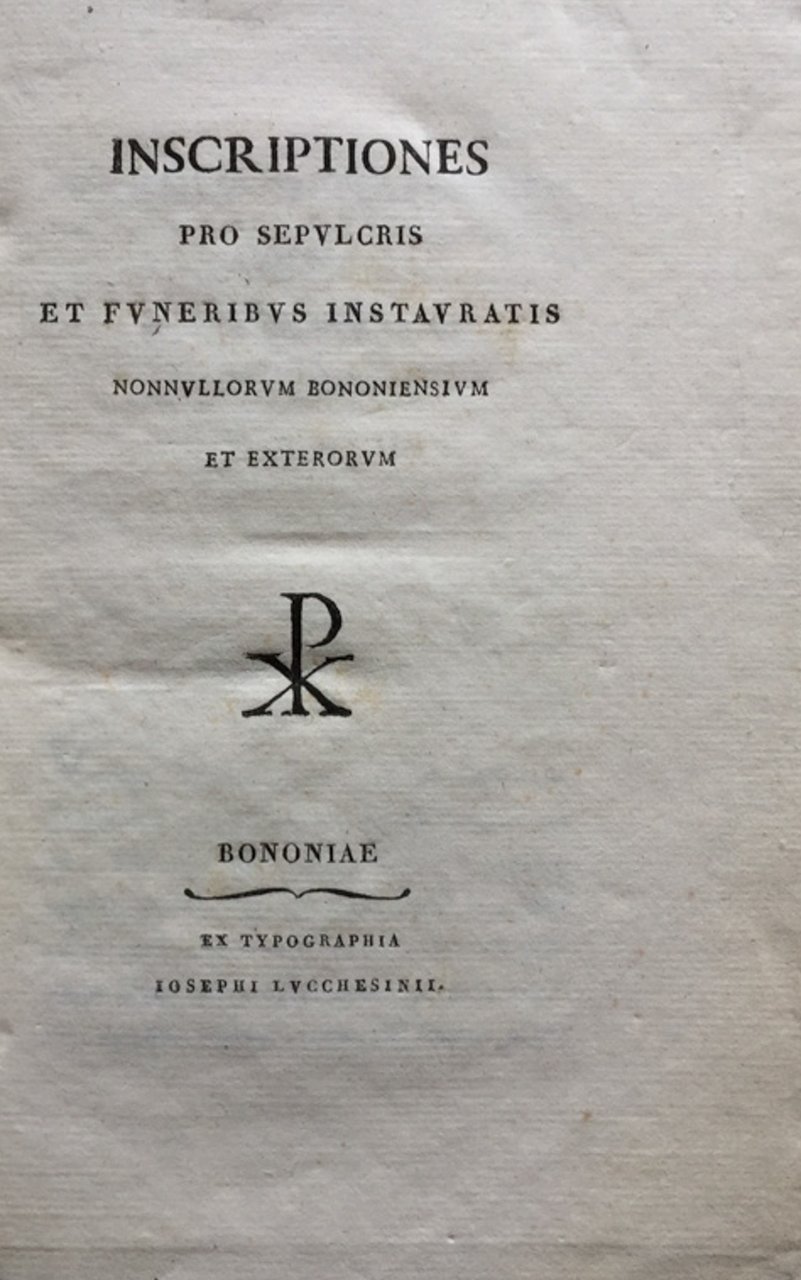 INSCRIPTIONES
PRO SEPVLCRIS
ET FVNERIBVS INSTAVRATIS
NONNVLLORVM BONONIENSIVM
ET EXTERORVM
☧
BONONIAE
EX TYPOGRAPHIA
IOSEPHI LVCCHESINII.